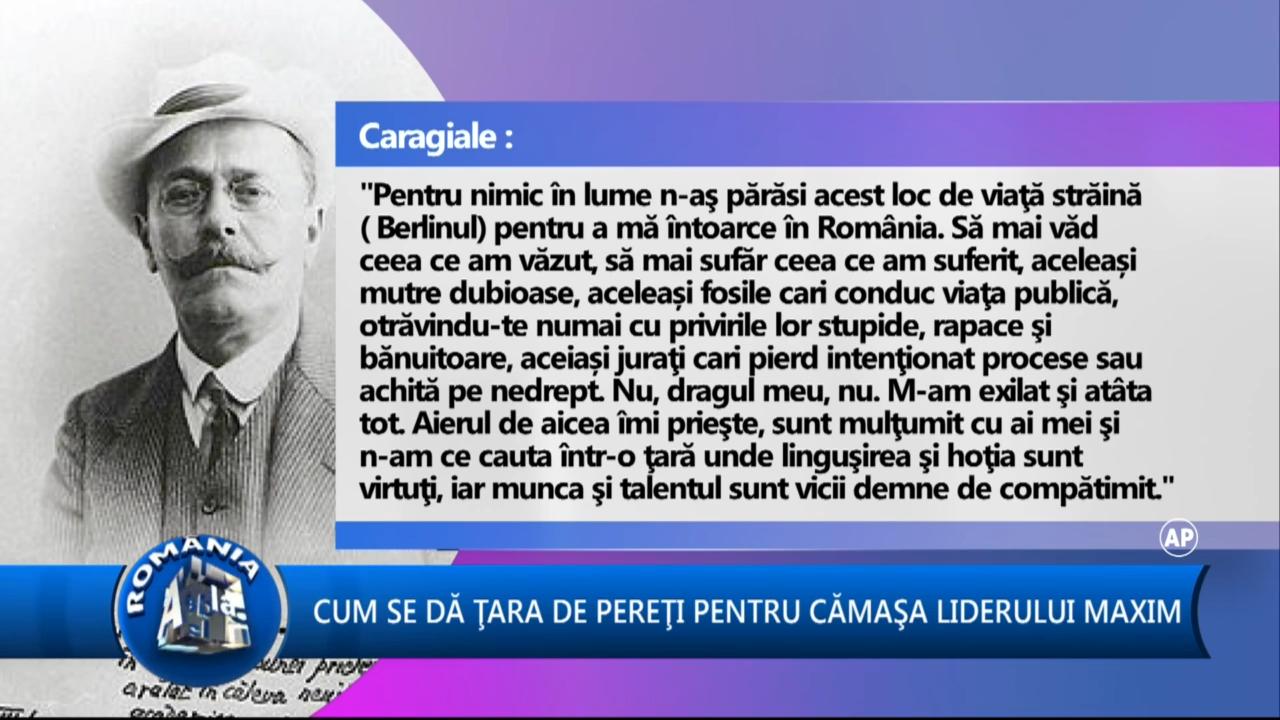 Caragiale :
"Pentru nimic în lume n-aş părăsi acest loc de viaţă străină
( Berlinul) pentru a mă întoarce în România. Să mai văd
ceea ce am văzut, să mai sufăr ceea ce am suferit, aceleași
mutre dubioase, aceleași fosile cari conduc viaţa publică,
otrăvindu-te numai cu privirile lor stupide, rapace şi
bănuitoare, aceiași juraţi cari pierd intenţionat procese sau
achită pe nedrept. Nu, dragul meu, nu. M-am exilat şi atâta
tot. Aierul de aicea îmi prieşte, sunt mulţumit cu ai mei şi
n-am ce cauta într-o ţară unde linguşirea şi hoţia sunt
virtuţi, iar munca şi talentul sunt vicii demne de compătimit."
AP
ROMANIA
CUM SE DĂ ŢARA DE PEREŢI PENTRU CĂMAŞA LIDERULUI MAXIM